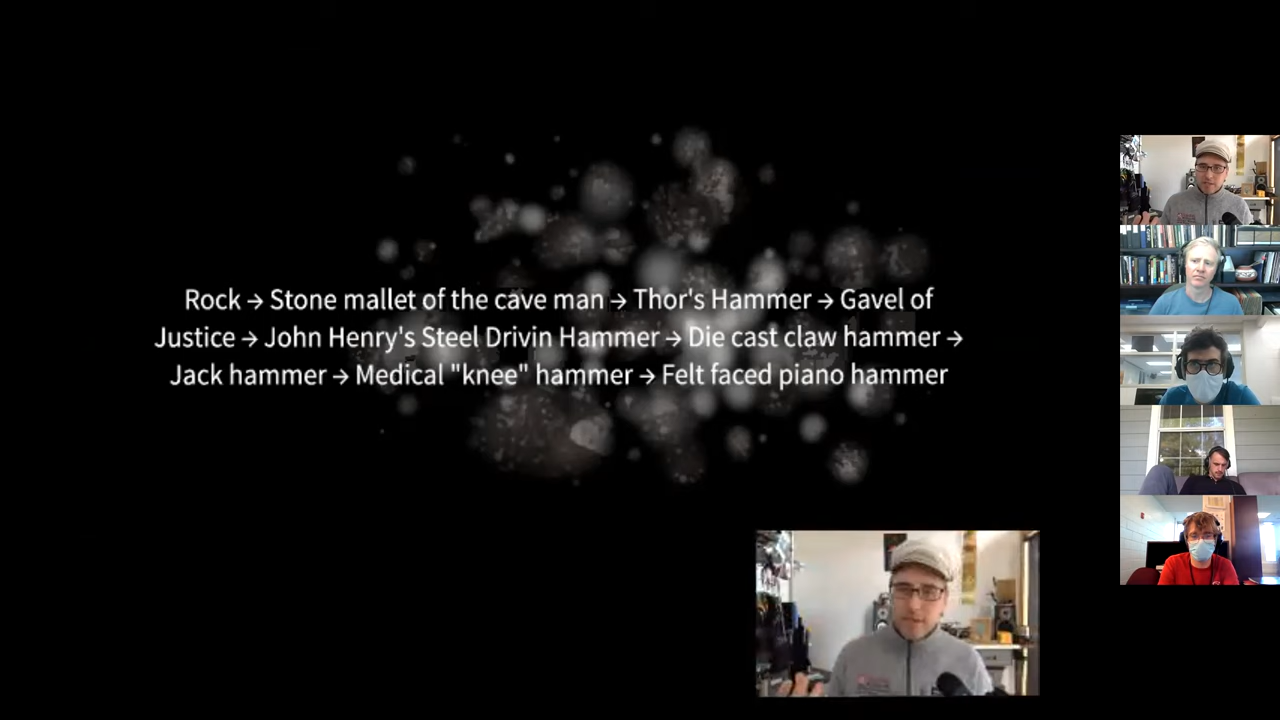 Rock → Stone mallet of the cave man → Thor's Hammer → Gavel of
Justice → John Henry's Steel Drivin Hammer → Die cast claw hammer →
Jack hammer → Medical "knee" hammer → Felt faced piano hammer